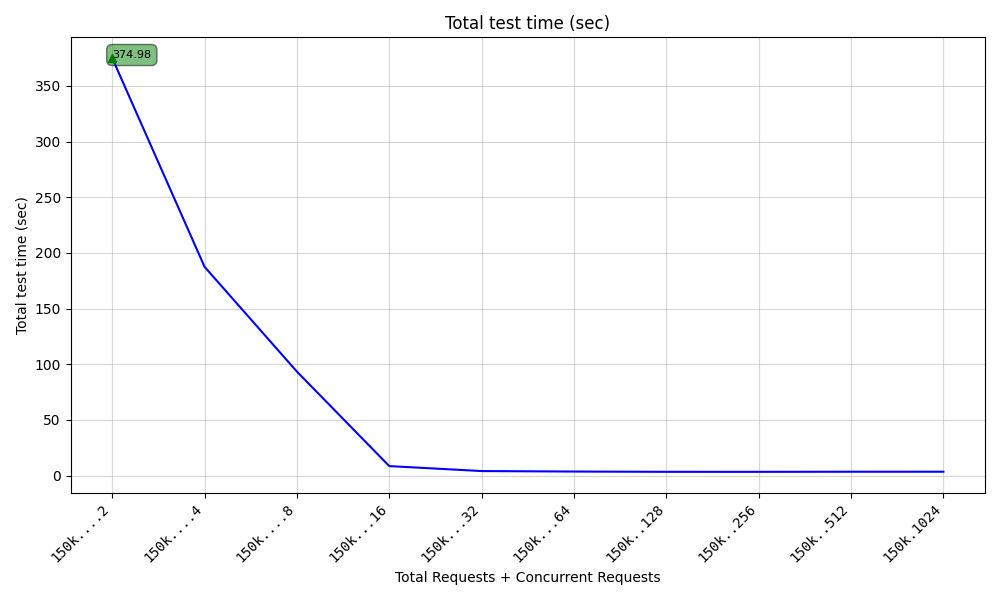 Total test time (sec)
374.98
Total test time (sec)
350
300
250
200
150
100
50
0
150k....2
150k....4
150k....8
150k...16
150k...32
150k...64
150k..128
150k..256
150k..512
150k.1024
Total Requests + Concurrent Requests